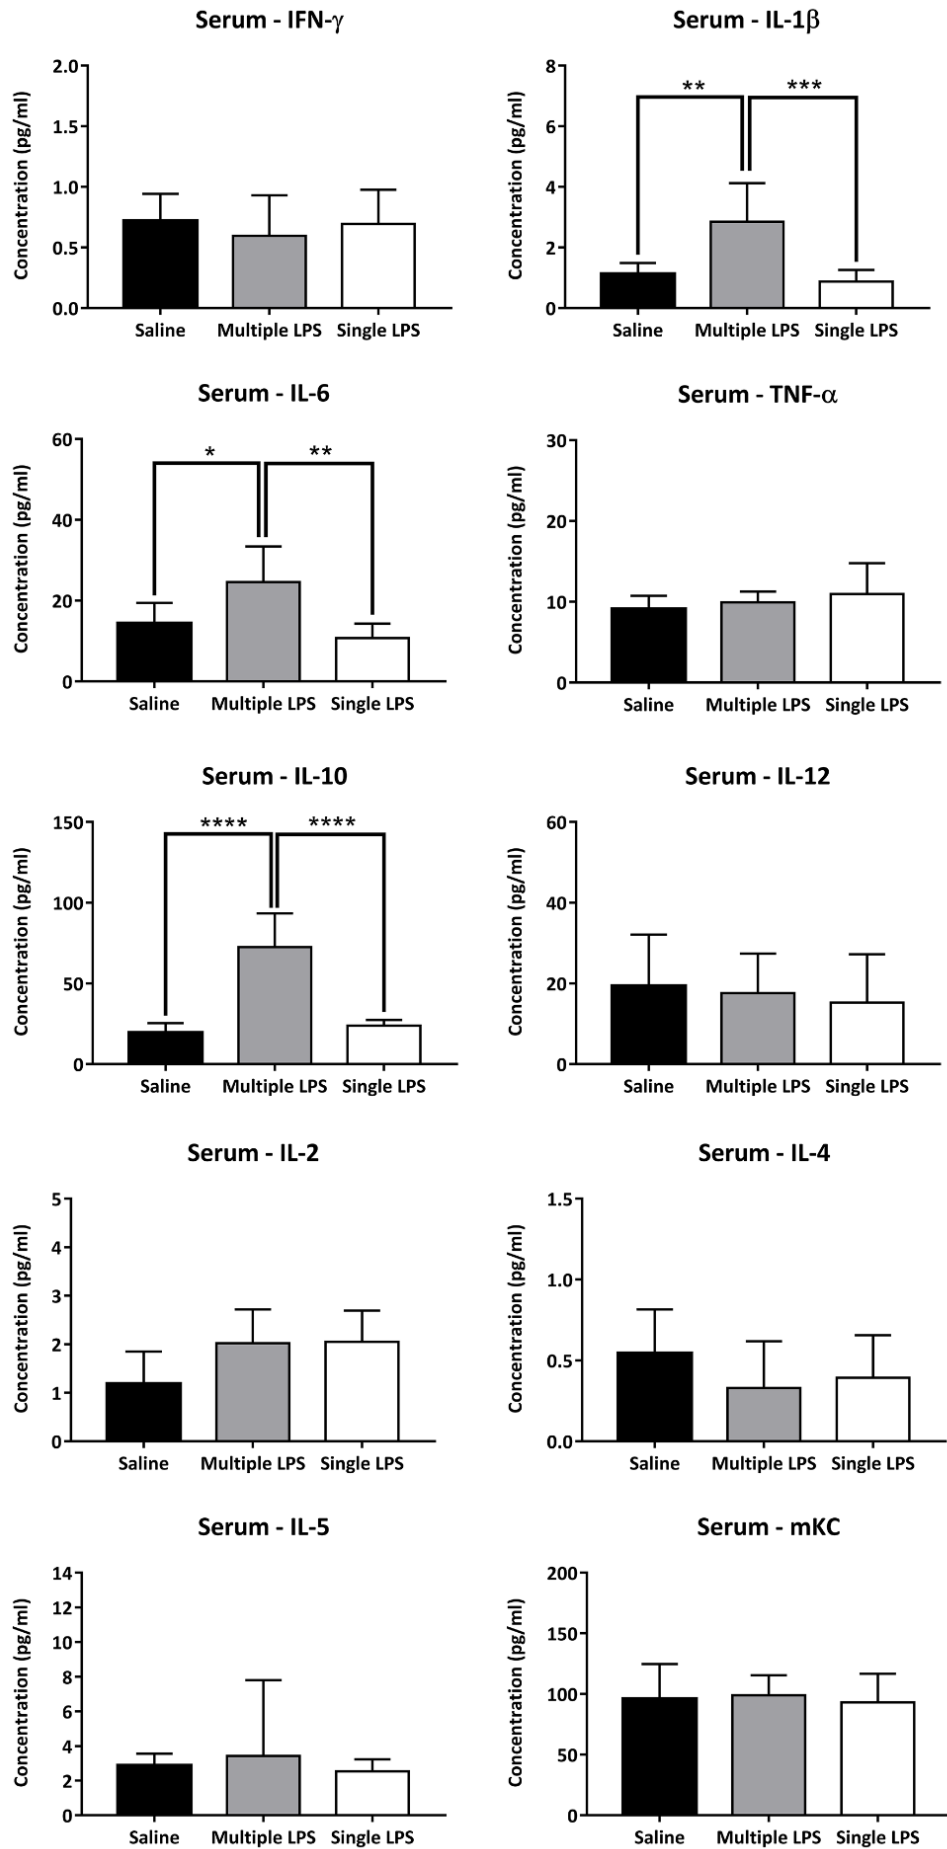 Serum - IFN-γ
Concentration (pg/ml)
2.0
1.5
1.0
0.5
0.0
Saline Multiple LPS Single LPS
Serum - IL-1β
Concentration (pg/ml)
8
6
4
2
0
** ***
Saline Multiple LPS Single LPS
Serum - IL-6
Concentration (pg/ml)
60
40
20
0
* **
Saline Multiple LPS Single LPS
Serum - TNF-α
Concentration (pg/ml)
30
20
10
0
Saline Multiple LPS Single LPS
Serum - IL-10
Concentration (pg/ml)
150
100
50
0
**** ****
Saline Multiple LPS Single LPS
Serum - IL-12
Concentration (pg/ml)
60
40
20
0
Saline Multiple LPS Single LPS
Serum - IL-2
Concentration (pg/ml)
5
4
3
2
1
0
Saline Multiple LPS Single LPS
Serum - IL-4
Concentration (pg/ml)
1.5
1.0
0.5
0.0
Saline Multiple LPS Single LPS
Serum - IL-5
Concentration (pg/ml)
14
12
10
8
6
4
2
0
Saline Multiple LPS Single LPS
Serum - mKC
Concentration (pg/ml)
200
150
100
50
0
Saline Multiple LPS Single LPS